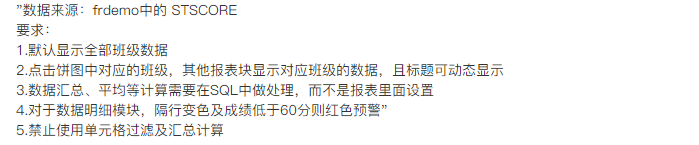 ”数据来源：frdemo中的 STSCORE
要求：
1.默认显示全部班级数据
2.点击饼图中对应的班级，其他报表块显示对应班级的数据，且标题可动态显示
3.数据汇总、平均等计算需要在SQL中做处理，而不是报表里面设置
4.对于数据明细模块，隔行变色及成绩低于60分则红色预警”
5.禁止使用单元格过滤及汇总计算